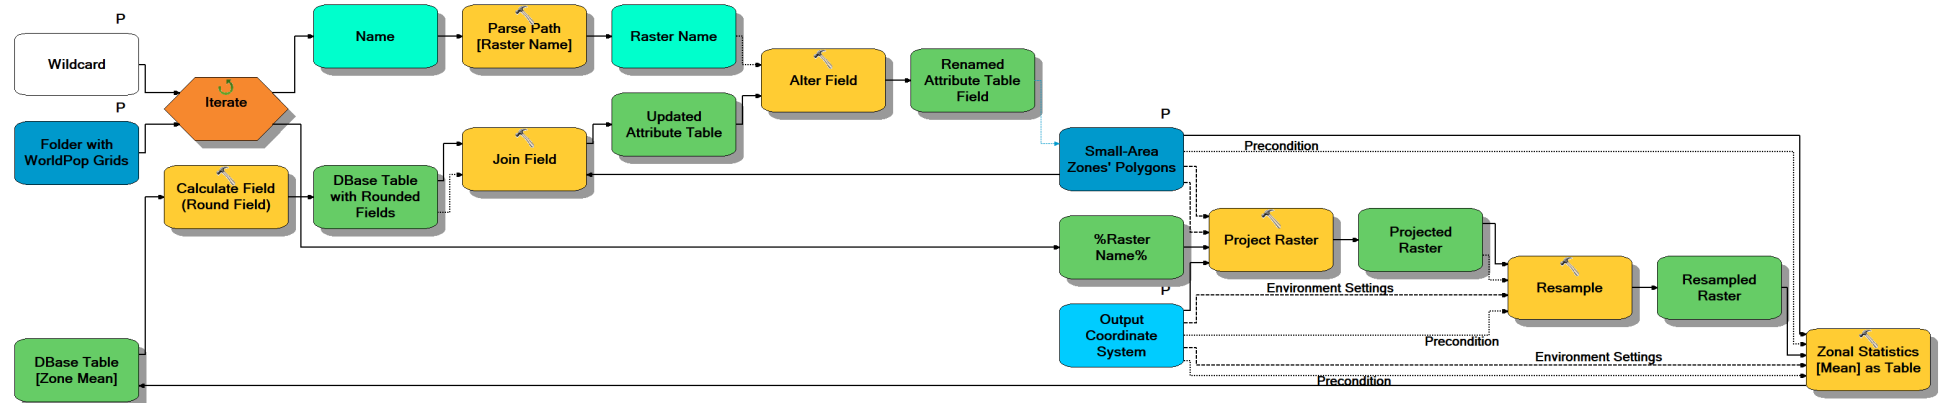 P
Wildcard
P
Folder with
WorldPop Grids
Iterate
Name
Parse Path
[Raster Name]
Raster Name
Alter Field
Renamed
Attribute Table
Field
Updated
Attribute Table
Join Field
Calculate Field
(Round Field)
DBase Table
with Rounded
Fields
DBase Table
[Zone Mean]
P
Small-Area
Zones' Polygons
Precondition
%Raster
Name%
Project Raster
Projected
Raster
P
Output
Coordinate
System
Environment Settings
Resample
Resampled
Raster
Precondition
Environment Settings
Precondition
Zonal Statistics
[Mean] as Table